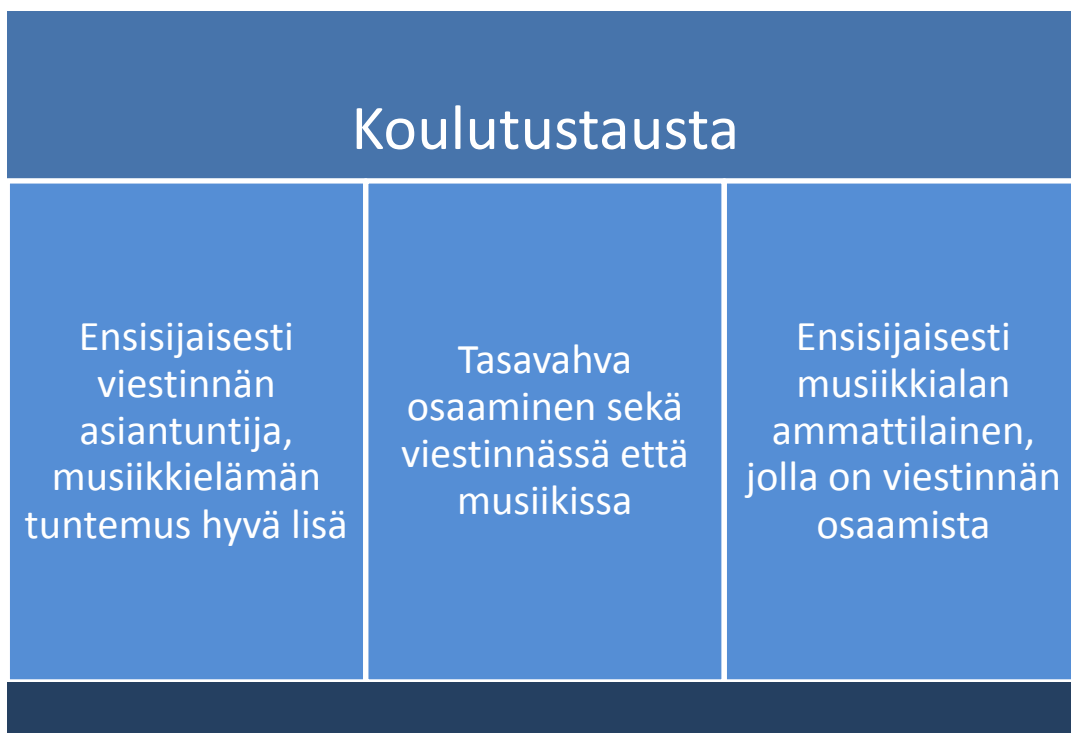 Koulutustausta
Ensisijaisesti
viestinnän
asiantuntija,
musiikkielämän
tuntemus hyvä lisä
Tasavahva
osaaminen sekä
viestinnässä että
musiikissa
Ensisijaisesti
musiikkialan
ammattilainen,
jolla on viestinnän
osaamista